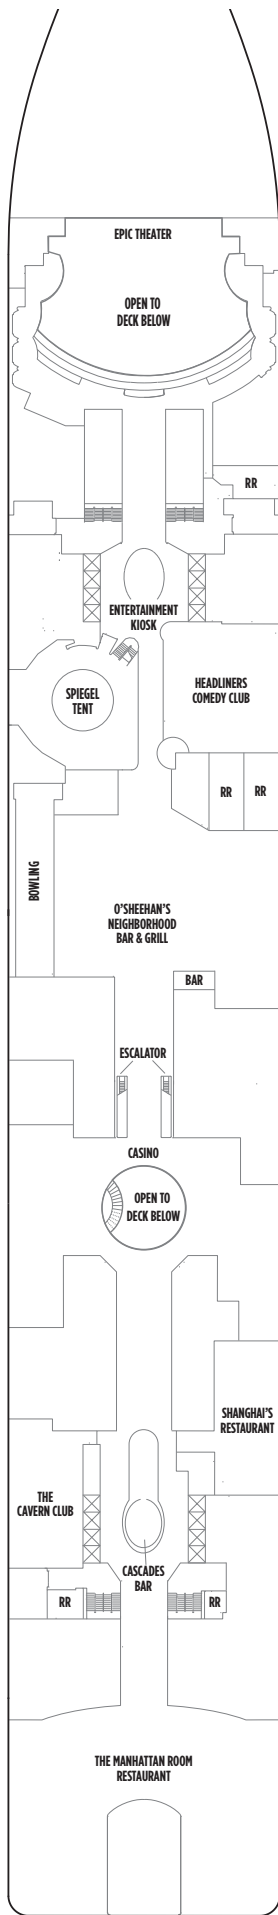 EPIC THEATER
OPEN TO
DECK BELOW
RR
ENTERTAINMENT
KIOSK
SPIEGEL
TENT
HEADLINERS
COMEDY CLUB
RR
RR
BOWLING
O'SHEEHAN'S
NEIGHBORHOOD
BAR & GRILL
BAR
ESCALATOR
CASINO
OPEN TO
DECK BELOW
SHANGHAI'S
RESTAURANT
THE
CAVERN CLUB
CASCADES
BAR
RR
RR
THE MANHATTAN ROOM
RESTAURANT